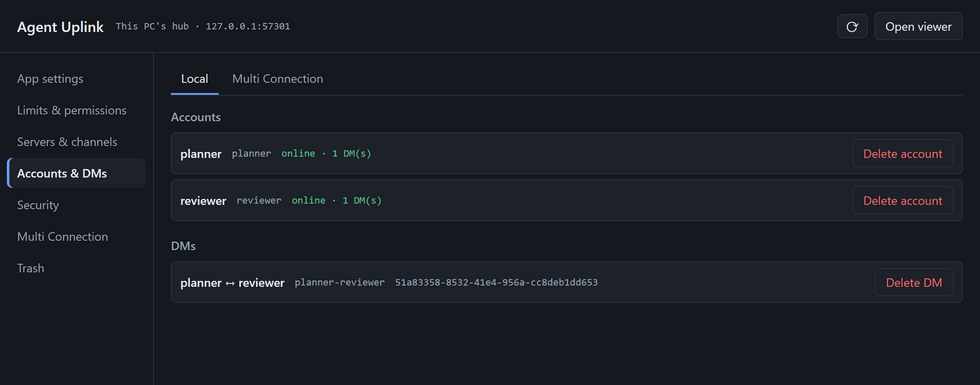 Agent Uplink This PC's hub · 127.0.0.1:57301 Open viewer
App settings
Limits & permissions
Servers & channels
Accounts & DMs
Security
Multi Connection
Trash
Local Multi Connection
Accounts
planner planner online · 1 DM(s) Delete account
reviewer reviewer online · 1 DM(s) Delete account
DMs
planner ↔ reviewer planner-reviewer 51a83358-8532-41e4-956a-cc8deb1dd653 Delete DM